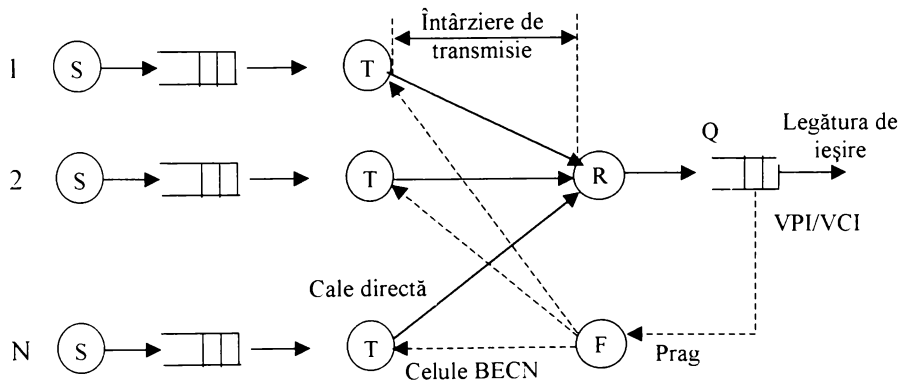 Întârziere de
transmisie
1
S
T
Q
Legătura de
ieșire
2
S
T
R
VPI/VCI
Cale directă
N
S
T
F
Prag
Celule BECN